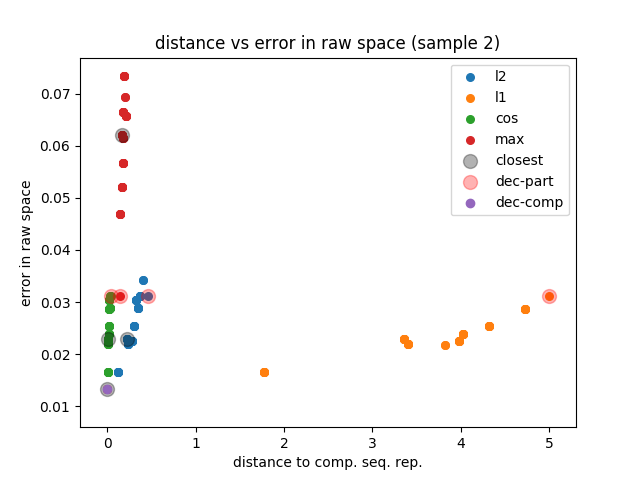 distance vs error in raw space (sample 2)
l2
l1
cos
max
closest
dec-part
dec-comp
error in raw space
0.07
0.06
0.05
0.04
0.03
0.02
0.01
0 1 2 3 4 5
distance to comp. seq. rep.